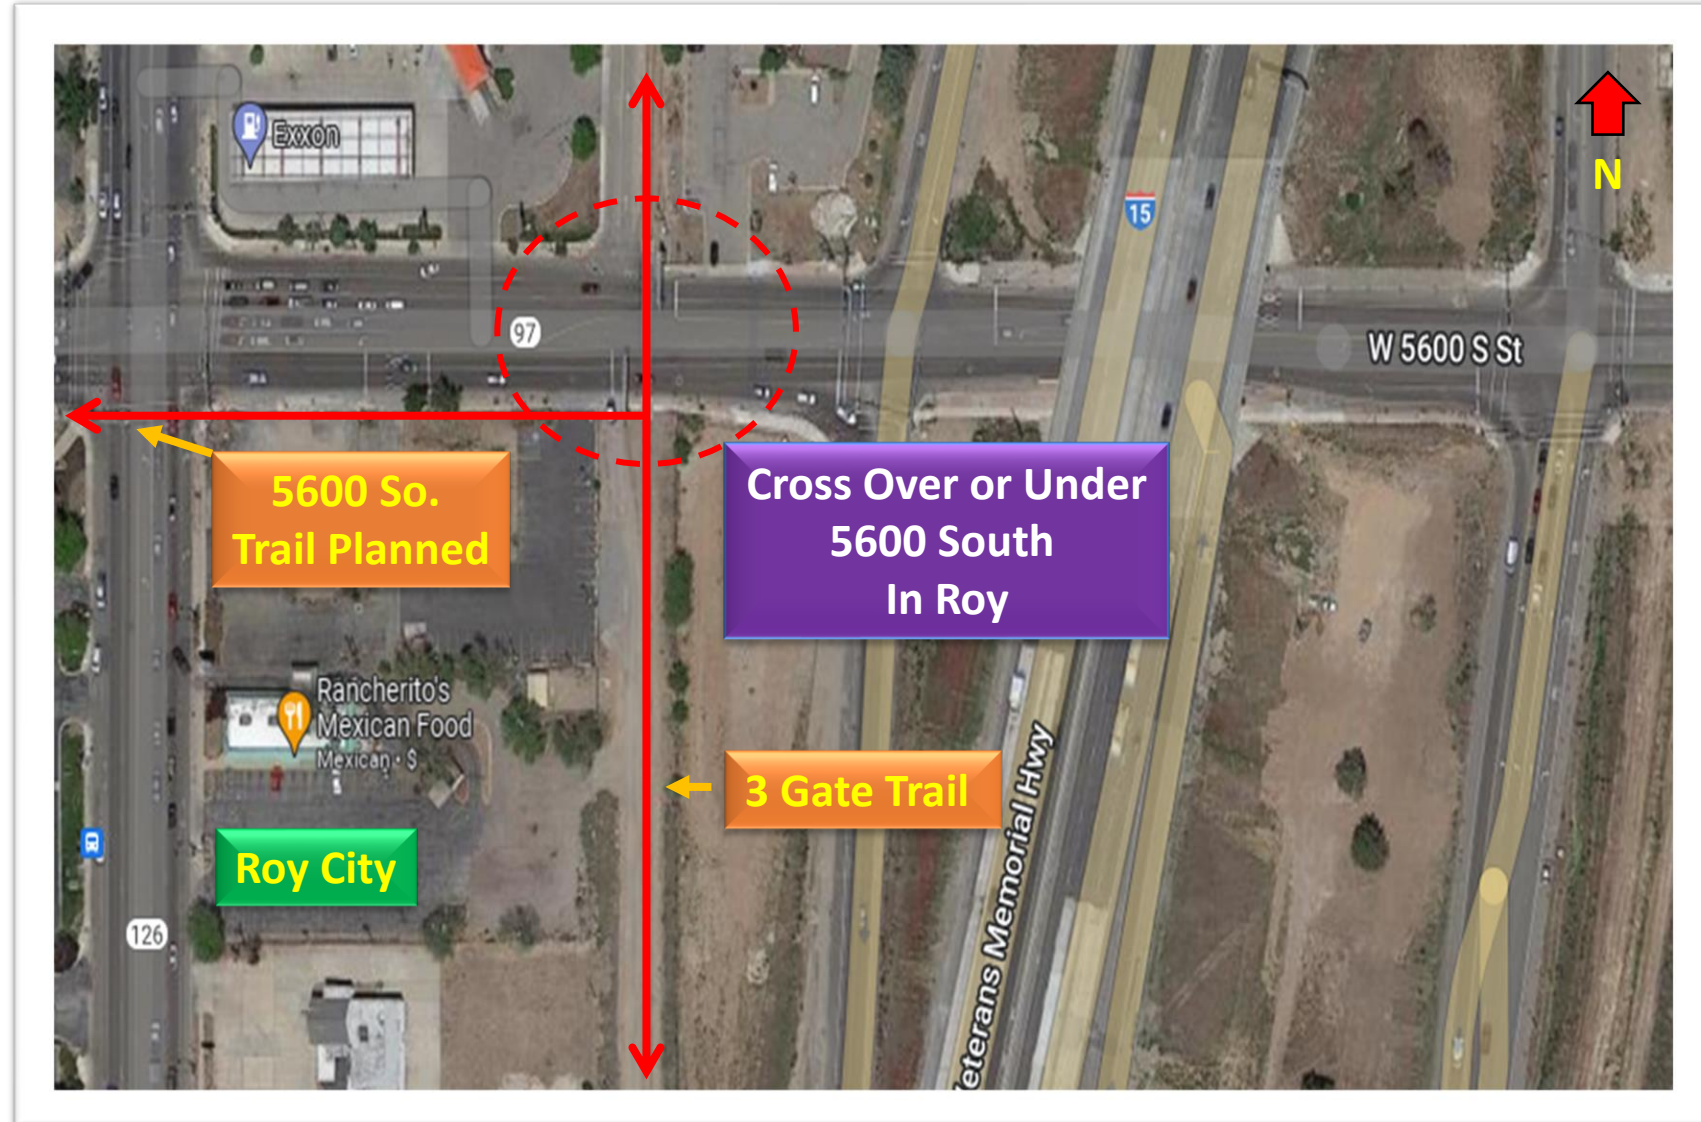 Exxon
15
N
97
W 5600 S St
5600 So.
Trail Planned
Cross Over or Under
5600 South
In Roy
Rancherito's
Mexican Food
Mexican • $
3 Gate Trail
Roy City
126
Veterans Memorial Hwy